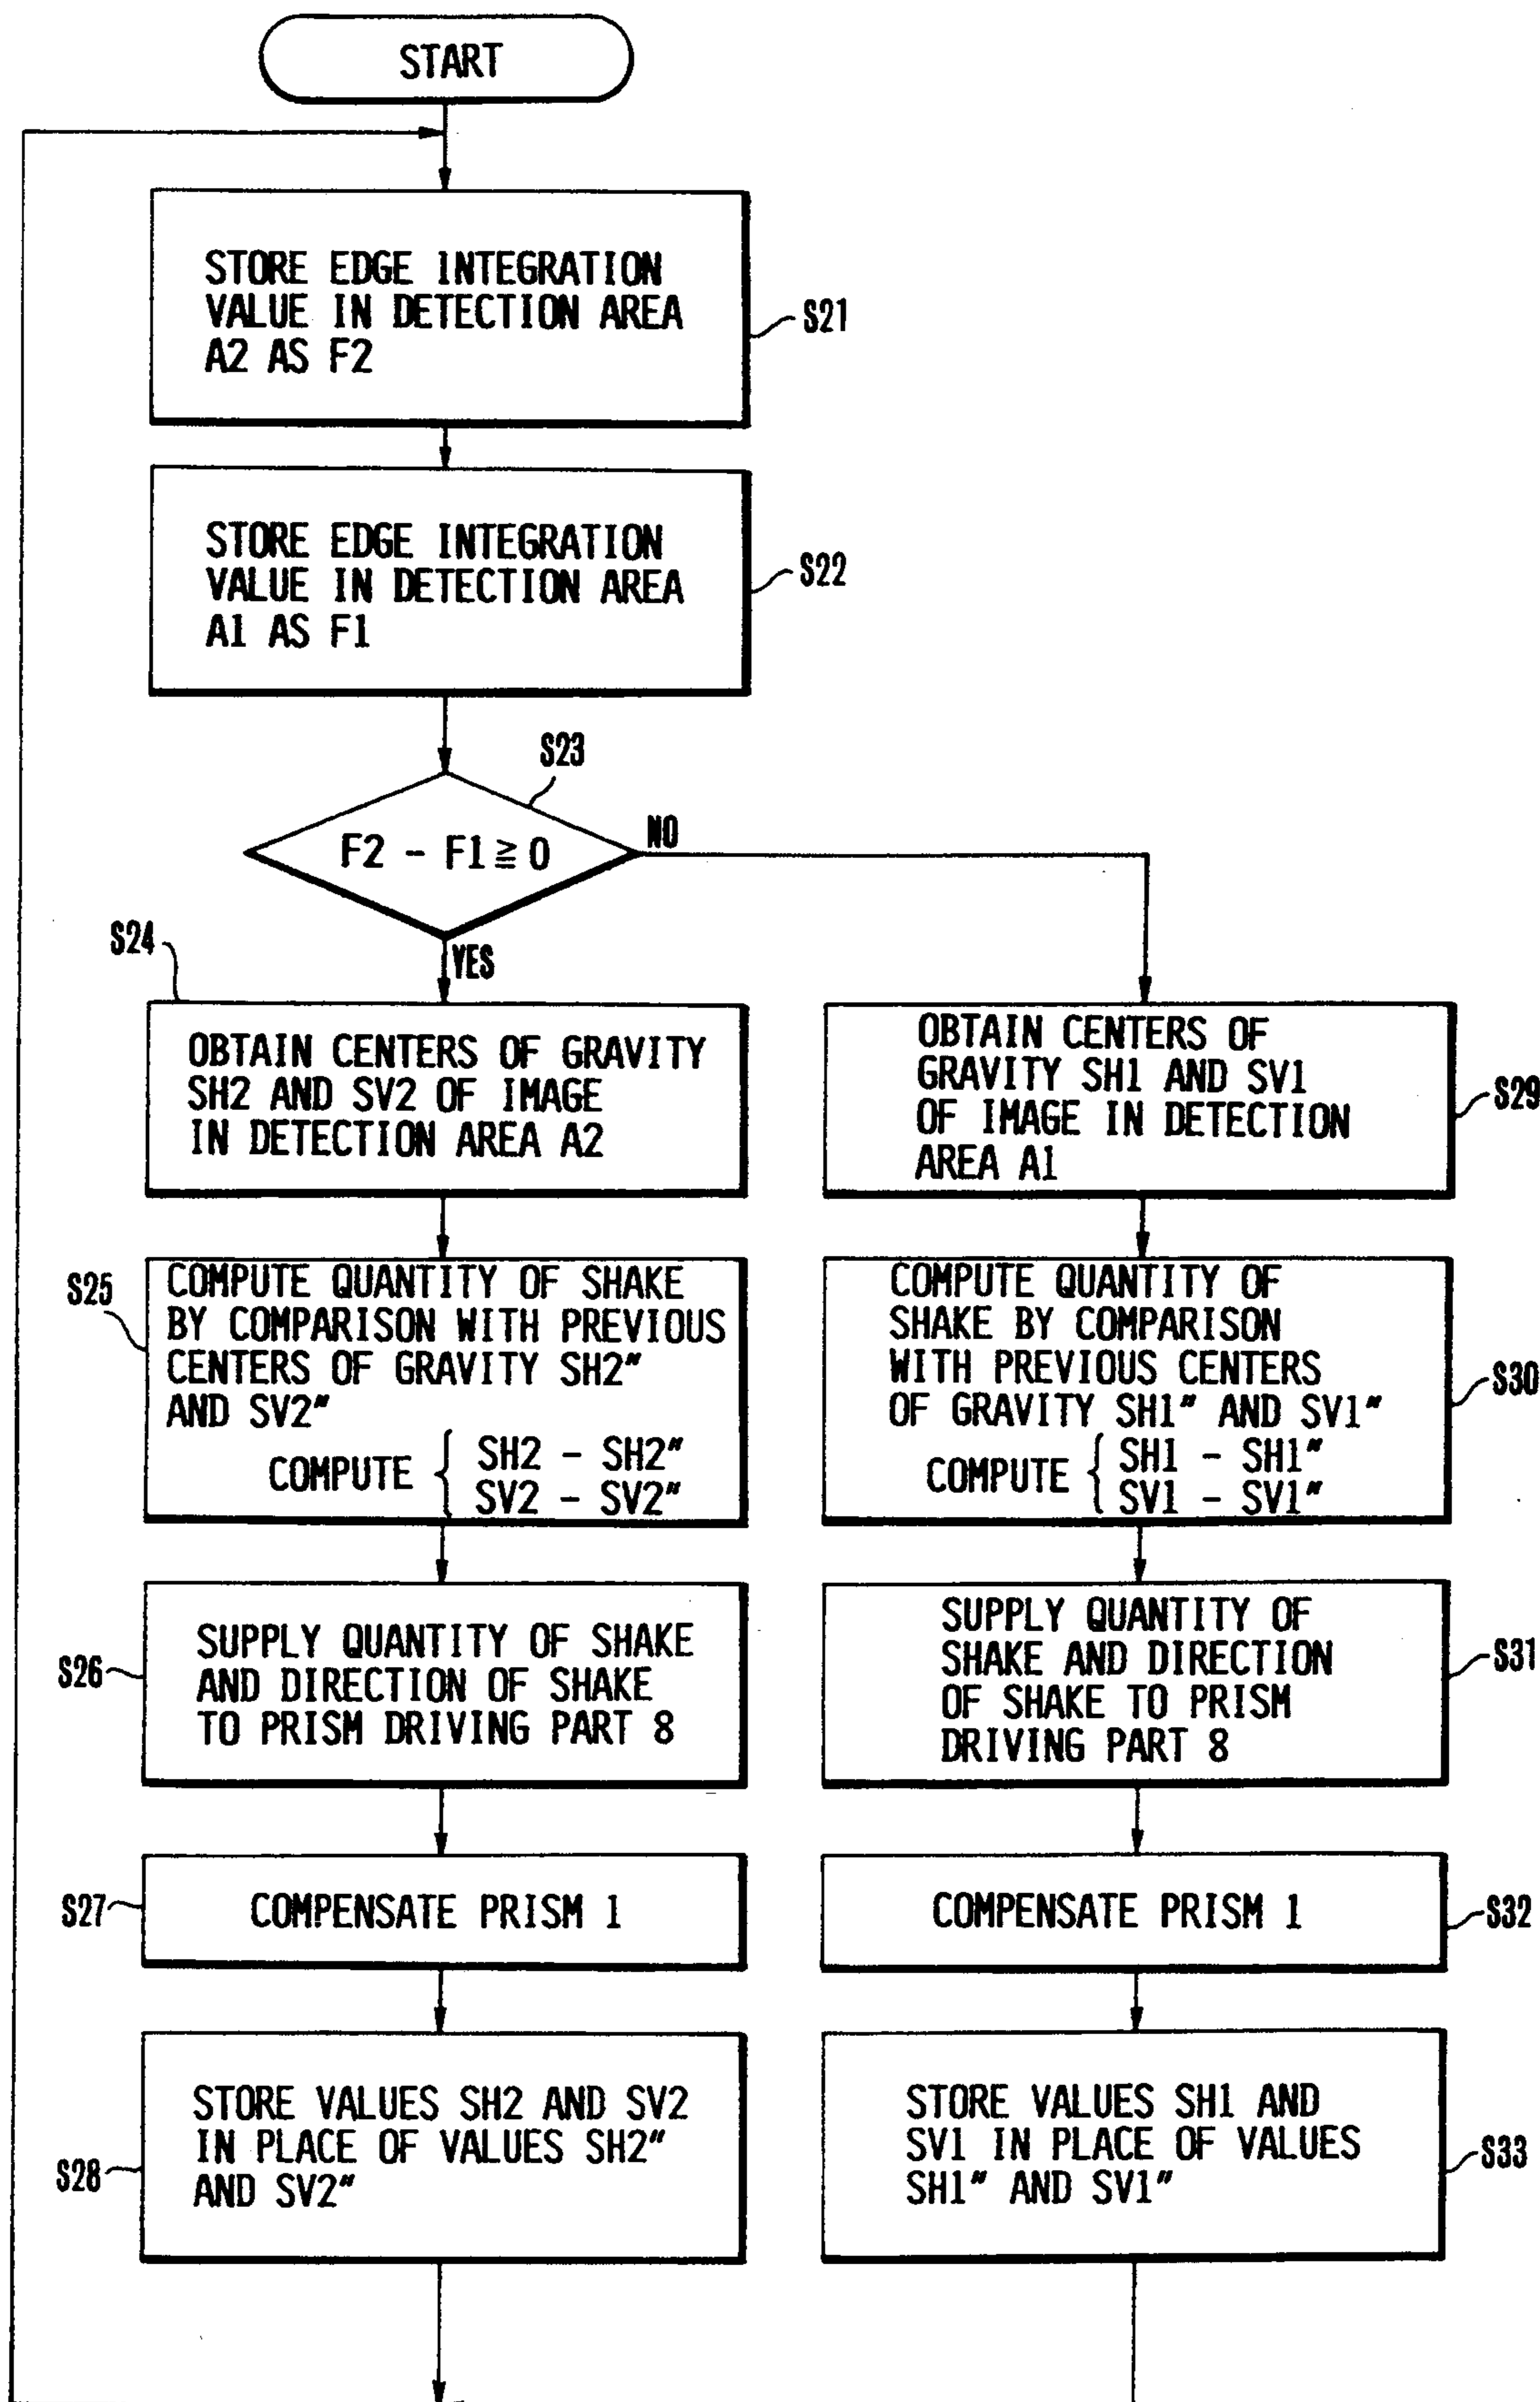 START
STORE EDGE INTEGRATION
VALUE IN DETECTION AREA
A2 AS F2
S21
STORE EDGE INTEGRATION
VALUE IN DETECTION AREA
A1 AS F1
S22
S23
F2 - F1 ≧ 0
NO
YES
S24
OBTAIN CENTERS OF GRAVITY
SH2 AND SV2 OF IMAGE
IN DETECTION AREA A2
OBTAIN CENTERS OF
GRAVITY SH1 AND SV1
OF IMAGE IN DETECTION
AREA A1
S29
S25
COMPUTE QUANTITY OF SHAKE
BY COMPARISON WITH PREVIOUS
CENTERS OF GRAVITY SH2″
AND SV2″
COMPUTE { SH2 - SH2″
SV2 - SV2″
COMPUTE QUANTITY OF
SHAKE BY COMPARISON
WITH PREVIOUS CENTERS
OF GRAVITY SH1″ AND SV1″
COMPUTE { SH1 - SH1″
SV1 - SV1″
S30
S26
SUPPLY QUANTITY OF SHAKE
AND DIRECTION OF SHAKE
TO PRISM DRIVING PART 8
SUPPLY QUANTITY OF
SHAKE AND DIRECTION
OF SHAKE TO PRISM
DRIVING PART 8
S31
S27
COMPENSATE PRISM 1
COMPENSATE PRISM 1
S32
S28
STORE VALUES SH2 AND SV2
IN PLACE OF VALUES SH2″
AND SV2″
STORE VALUES SH1 AND
SV1 IN PLACE OF VALUES
SH1″ AND SV1″
S33